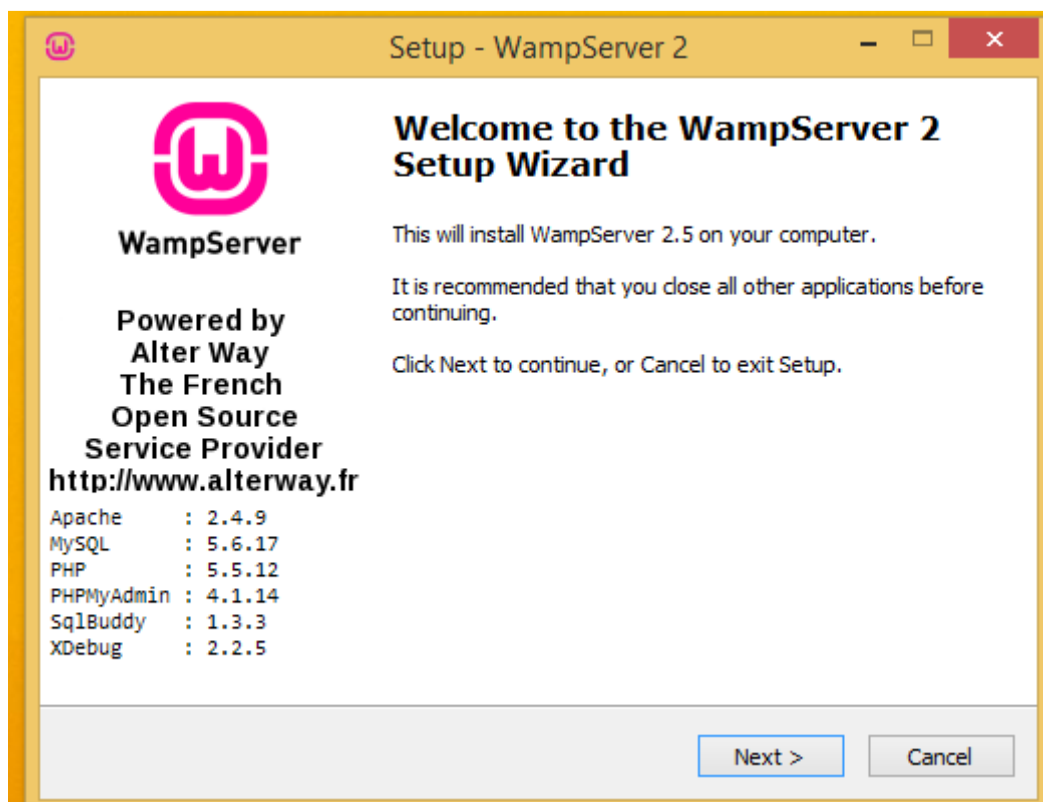 Setup - WampServer 2
WampServer
Powered by
Alter Way
The French
Open Source
Service Provider
http://www.alterway.fr
Apache : 2.4.9
MySQL : 5.6.17
PHP : 5.5.12
PHPMyAdmin : 4.1.14
SqlBuddy : 1.3.3
XDebug : 2.2.5
Welcome to the WampServer 2
Setup Wizard
This will install WampServer 2.5 on your computer.
It is recommended that you close all other applications before
continuing.
Click Next to continue, or Cancel to exit Setup.
Next >
Cancel